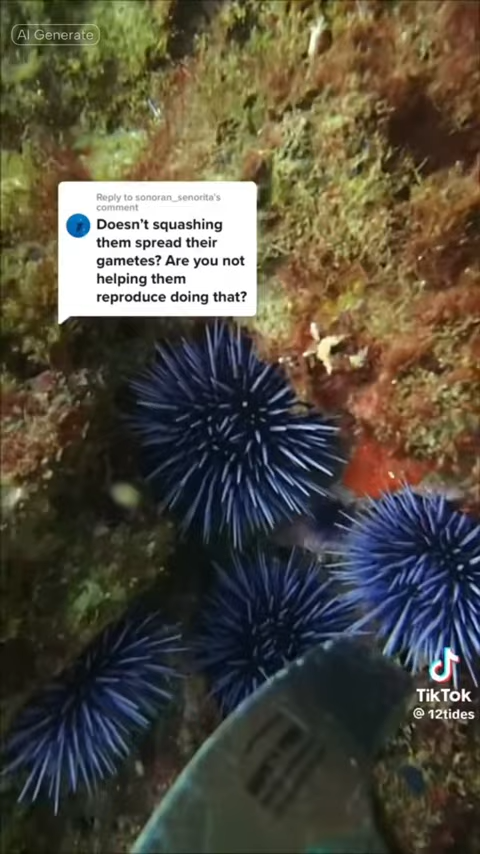 AI Generate
Reply to sonoran_senorita's
comment
Doesn't squashing
them spread their
gametes? Are you not
helping them
reproduce doing that?
TikTok
@ 12tides